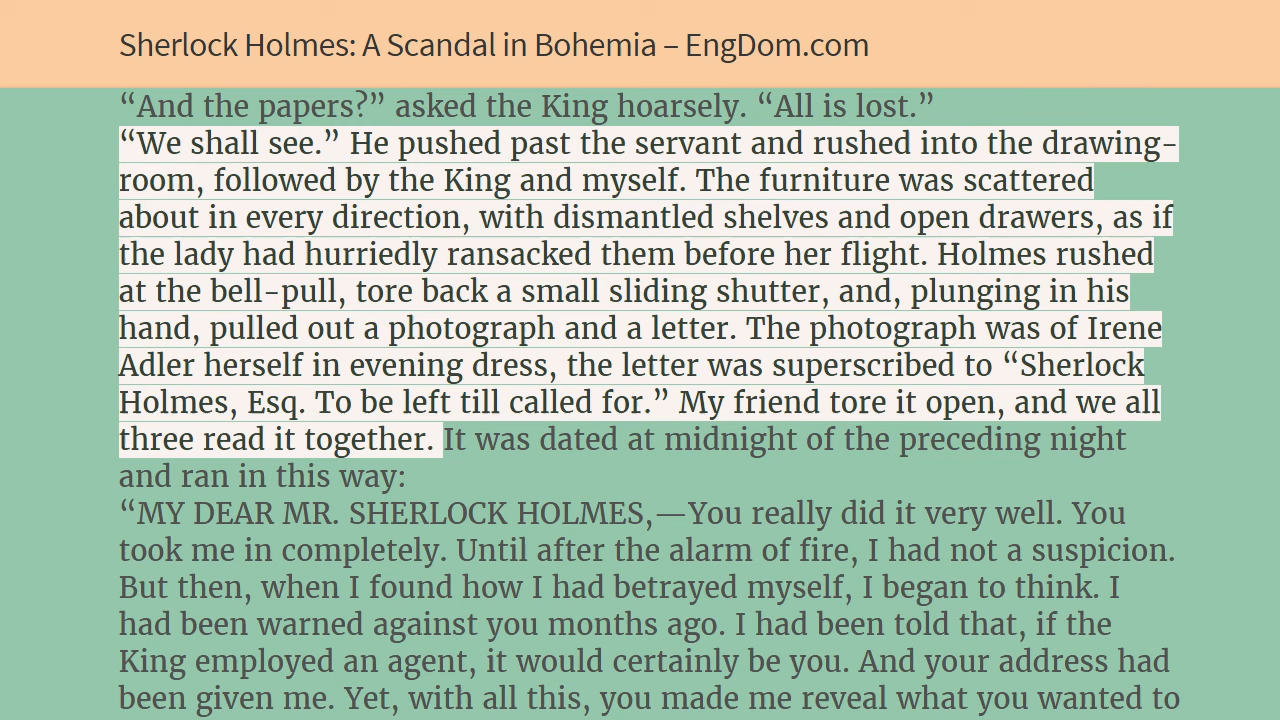 Sherlock Holmes: A Scandal in Bohemia – EngDom.com
“And the papers?” asked the King hoarsely. “All is lost.”
“We shall see.” He pushed past the servant and rushed into the drawing-
room, followed by the King and myself. The furniture was scattered
about in every direction, with dismantled shelves and open drawers, as if
the lady had hurriedly ransacked them before her flight. Holmes rushed
at the bell-pull, tore back a small sliding shutter, and, plunging in his
hand, pulled out a photograph and a letter. The photograph was of Irene
Adler herself in evening dress, the letter was superscribed to “Sherlock
Holmes, Esq. To be left till called for.” My friend tore it open, and we all
three read it together. It was dated at midnight of the preceding night
and ran in this way:
“MY DEAR MR. SHERLOCK HOLMES,—You really did it very well. You
took me in completely. Until after the alarm of fire, I had not a suspicion.
But then, when I found how I had betrayed myself, I began to think. I
had been warned against you months ago. I had been told that, if the
King employed an agent, it would certainly be you. And your address had
been given me. Yet, with all this, you made me reveal what you wanted to